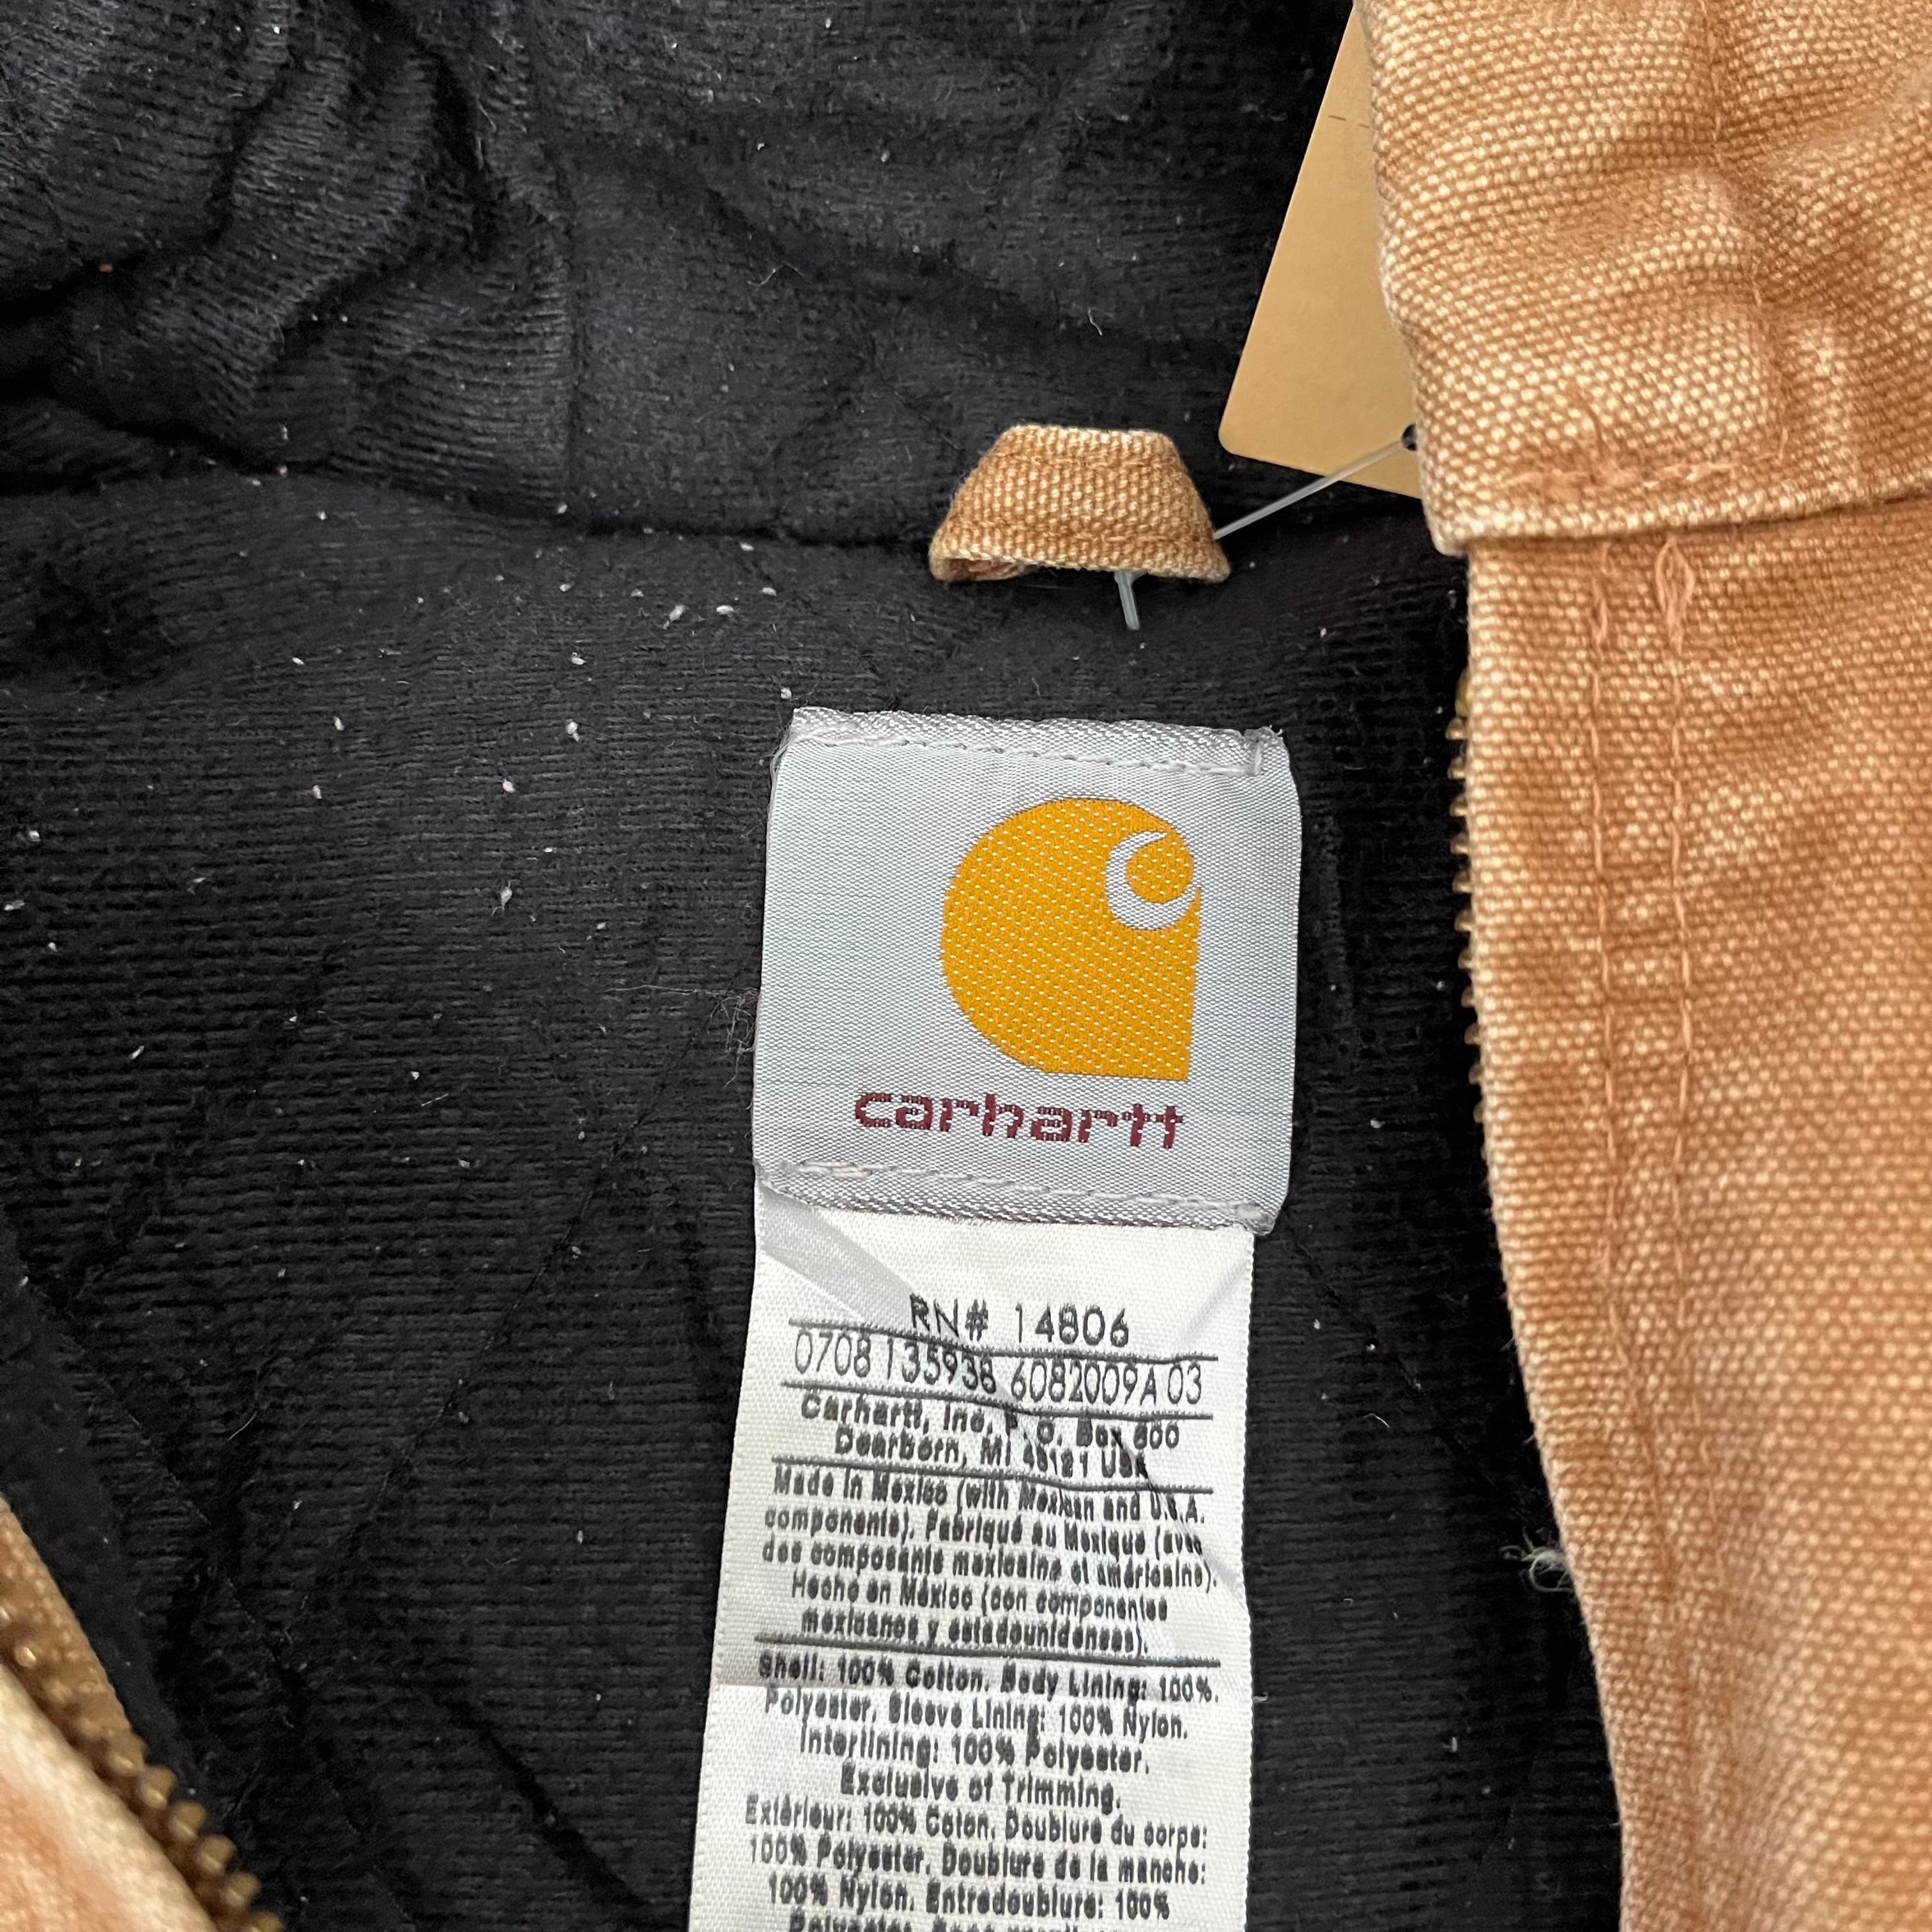 carhartt
RN# 14806
0708 135938 6082009A 03
Carhartt, Inc, P.O. Box 600
Dearborn, MI 48121 USA
Made in Mexico (with Mexican and U.S.A.
components). Fabriqué au Mexique (avec
des composants mexicains et américains).
Hecho en México (con componentes
mexicanos y estadounidenses).
Shell: 100% Cotton. Body Lining: 100%.
Polyester. Sleeve Lining: 100% Nylon.
Interlining: 100% Polyester.
Exclusive of Trimming.
Extérieur: 100% Coton. Doublure du corps:
100% Polyester. Doublure de la manche:
100% Nylon. Entredoublure: 100%